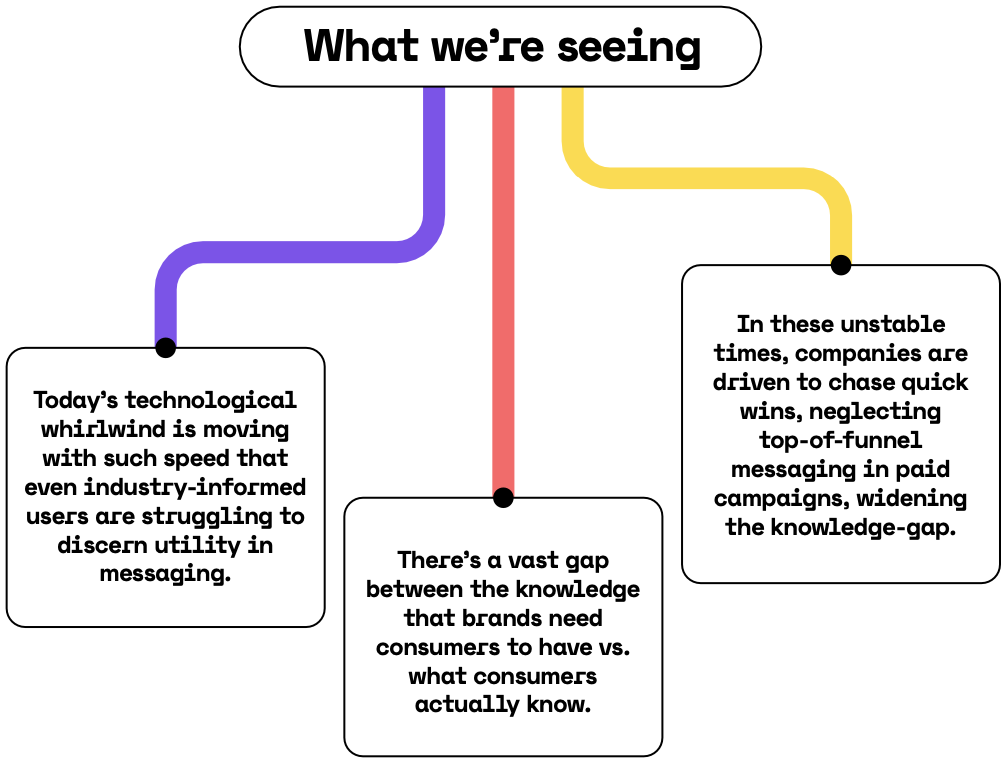 What we’re seeing
Today’s technological
whirlwind is moving
with such speed that
even industry-informed
users are struggling to
discern utility in
messaging.
There’s a vast gap
between the knowledge
that brands need
consumers to have vs.
what consumers
actually know.
In these unstable
times, companies are
driven to chase quick
wins, neglecting
top-of-funnel
messaging in paid
campaigns, widening
the knowledge-gap.